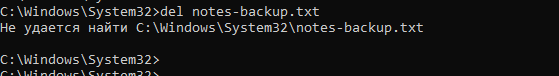 C:\Windows\System32>del notes-backup.txt
Не удается найти C:\Windows\System32\notes-backup.txt
C:\Windows\System32>
C:\Windows\System32>